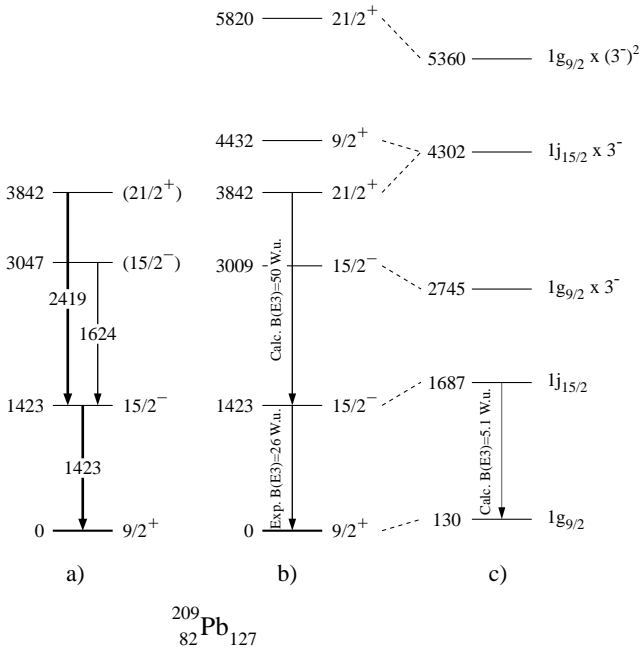 5820 21/2⁺
5360 1g₉/₂ x (3⁻)²
4432 9/2⁺
4302 1j₁₅/₂ x 3⁻
3842 (21/2⁺)
3842 21/2⁺
3047 (15/2⁻)
3009 15/2⁻
2745 1g₉/₂ x 3⁻
2419
1624
Calc. B(E3)=50 W.u.
1687 1j₁₅/₂
1423 15/2⁻
1423 15/2⁻
1423
Exp. B(E3)=26 W.u.
Calc. B(E3)=5.1 W.u.
130 1g₉/₂
0 9/2⁺
0 9/2⁺
a) b) c)
²⁰⁹₈₂Pb₁₂₇